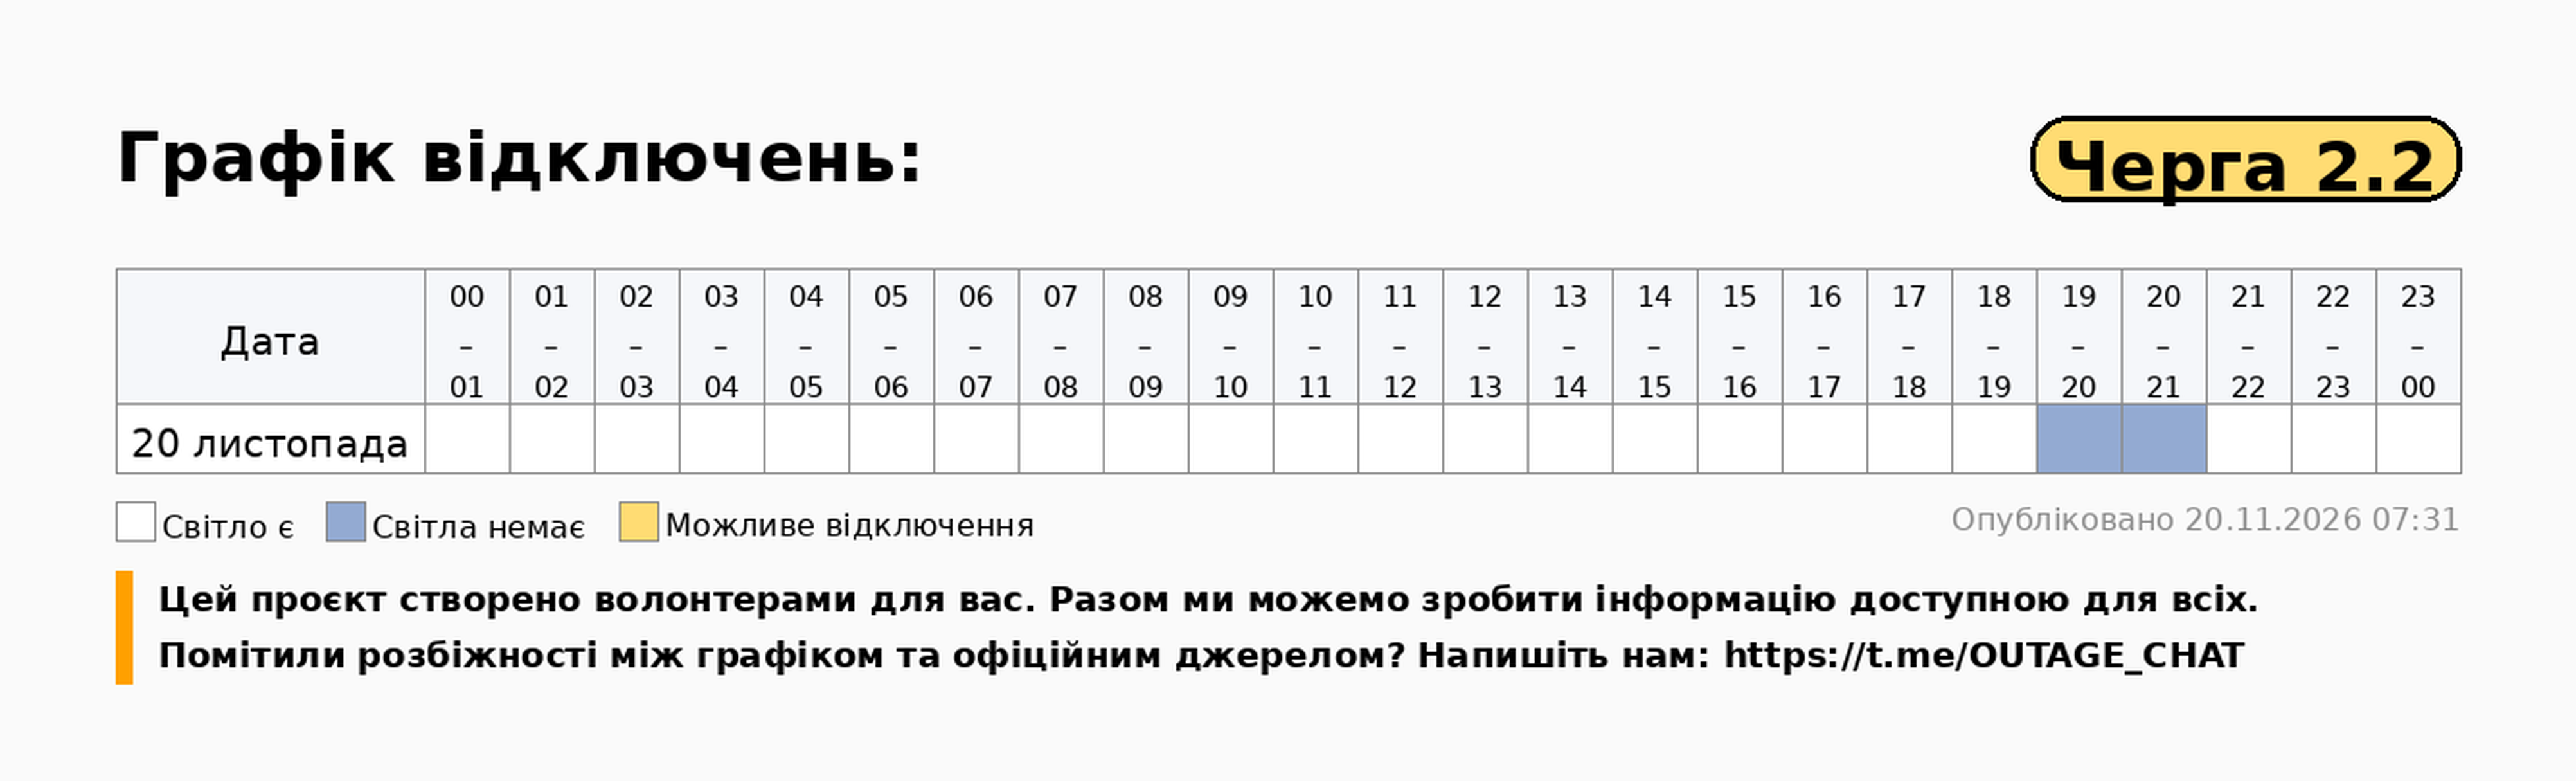 Графік відключень:
Черга 2.2
Дата
00 – 01
01 – 02
02 – 03
03 – 04
04 – 05
05 – 06
06 – 07
07 – 08
08 – 09
09 – 10
10 – 11
11 – 12
12 – 13
13 – 14
14 – 15
15 – 16
16 – 17
17 – 18
18 – 19
19 – 20
20 – 21
21 – 22
22 – 23
23 – 00
20 листопада
Світло є
Світла немає
Можливе відключення
Опубліковано 20.11.2026 07:31
Цей проєкт створено волонтерами для вас. Разом ми можемо зробити інформацію доступною для всіх.
Помітили розбіжності між графіком та офіційним джерелом? Напишіть нам: https://t.me/OUTAGE_CHAT